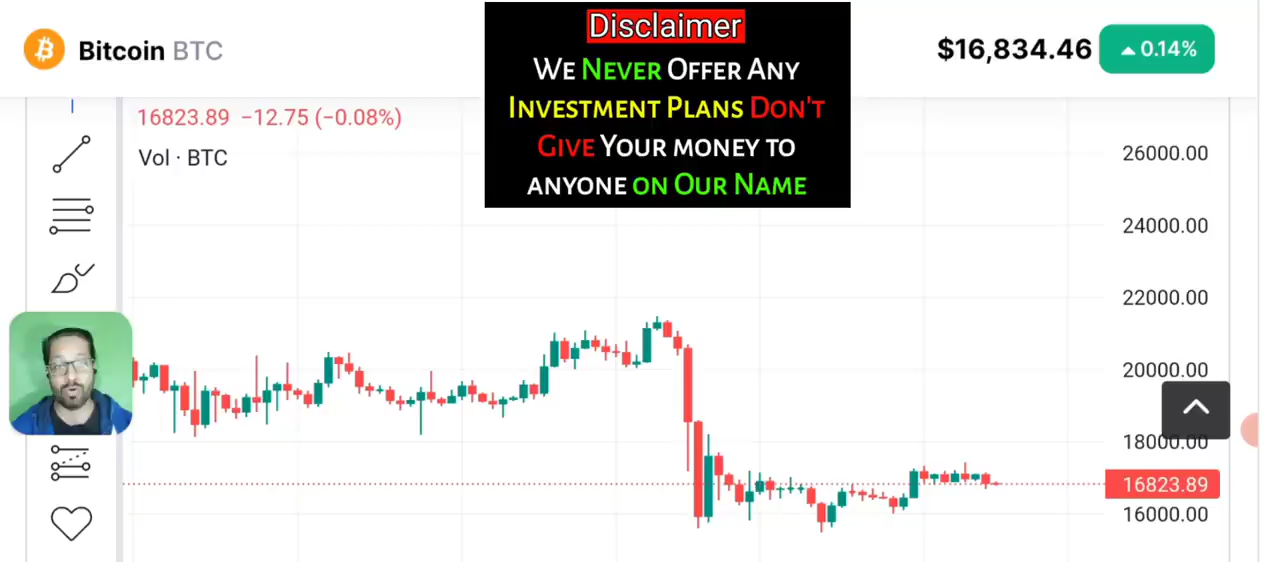 Bitcoin BTC
Disclaimer
We Never Offer Any
Investment Plans Don't
Give Your money to
anyone on Our Name
$16,834.46
0.14%
16823.89 −12.75 (−0.08%)
Vol · BTC
26000.00
24000.00
22000.00
20000.00
18000.00
16823.89
16000.00